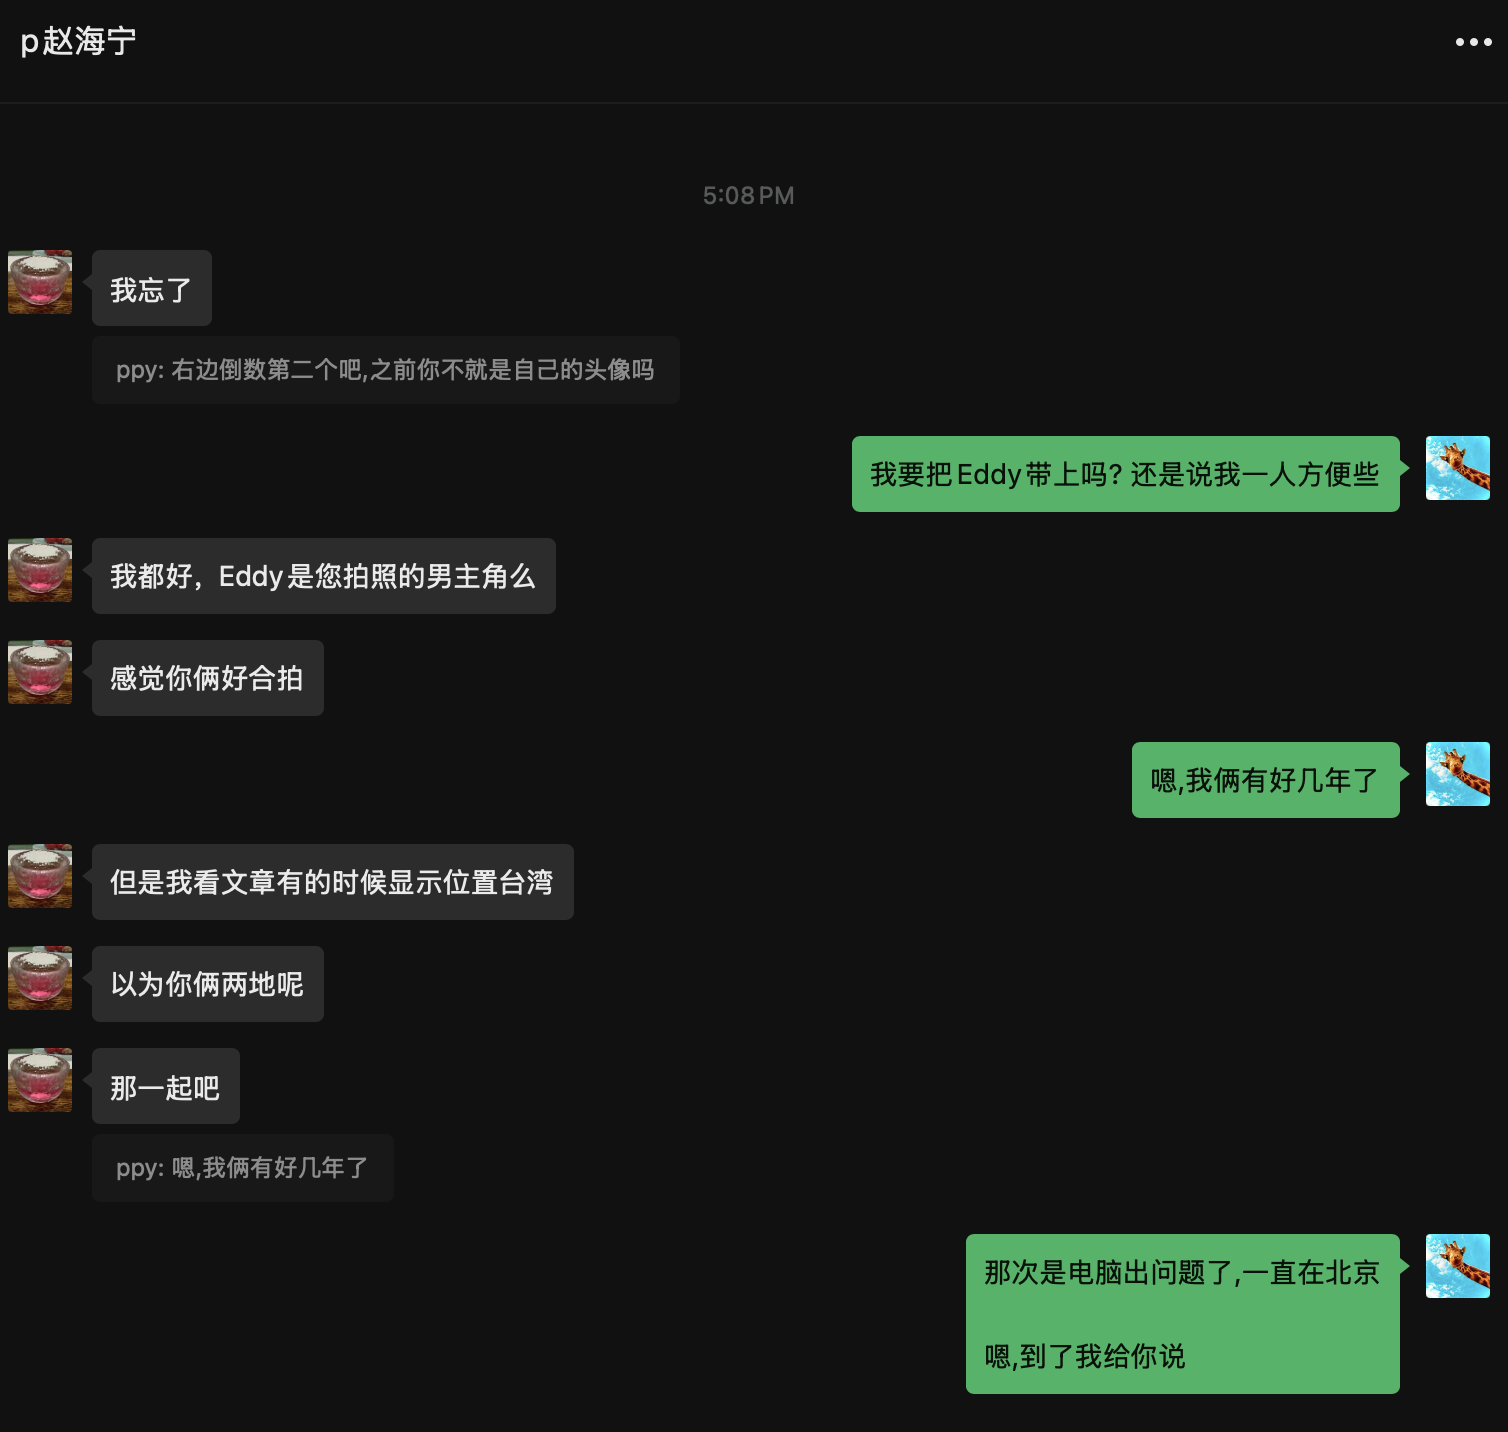 p赵海宁
5:08 PM
我忘了
ppy: 右边倒数第二个吧,之前你不就是自己的头像吗
我要把Eddy带上吗? 还是说我一人方便些
我都好，Eddy是您拍照的男主角么
感觉你俩好合拍
嗯,我俩有好几年了
但是我看文章有的时候显示位置台湾
以为你俩两地呢
那一起吧
ppy: 嗯,我俩有好几年了
那次是电脑出问题了,一直在北京
嗯,到了我给你说